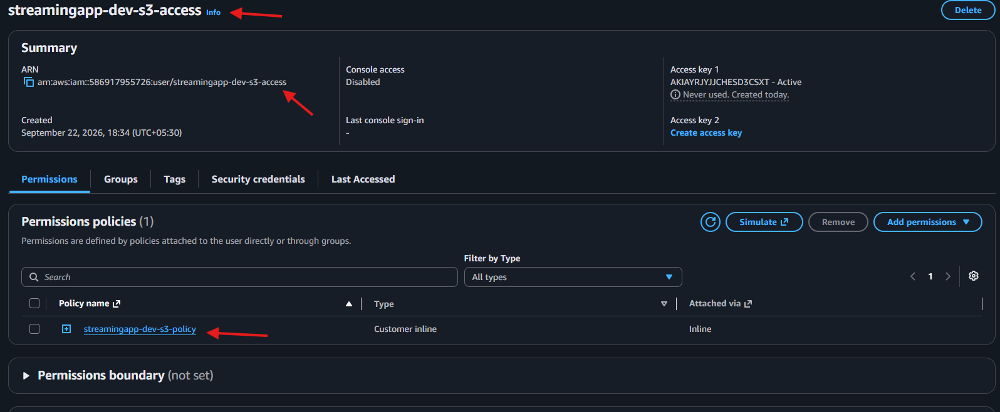 streamingapp-dev-s3-access Info
Delete
Summary
ARN
arn:aws:iam::586917955726:user/streamingapp-dev-s3-access
Created
September 22, 2026, 18:34 (UTC+05:30)
Console access
Disabled
Last console sign-in
-
Access key 1
AKIAYRJYJJCHESD3CSXT - Active
Never used. Created today.
Access key 2
Create access key
Permissions
Groups
Tags
Security credentials
Last Accessed
Permissions policies (1)
Simulate
Remove
Add permissions
Permissions are defined by policies attached to the user directly or through groups.
Filter by Type
Search
All types
1
Policy name
Type
Attached via
streamingapp-dev-s3-policy
Customer inline
Inline
Permissions boundary (not set)